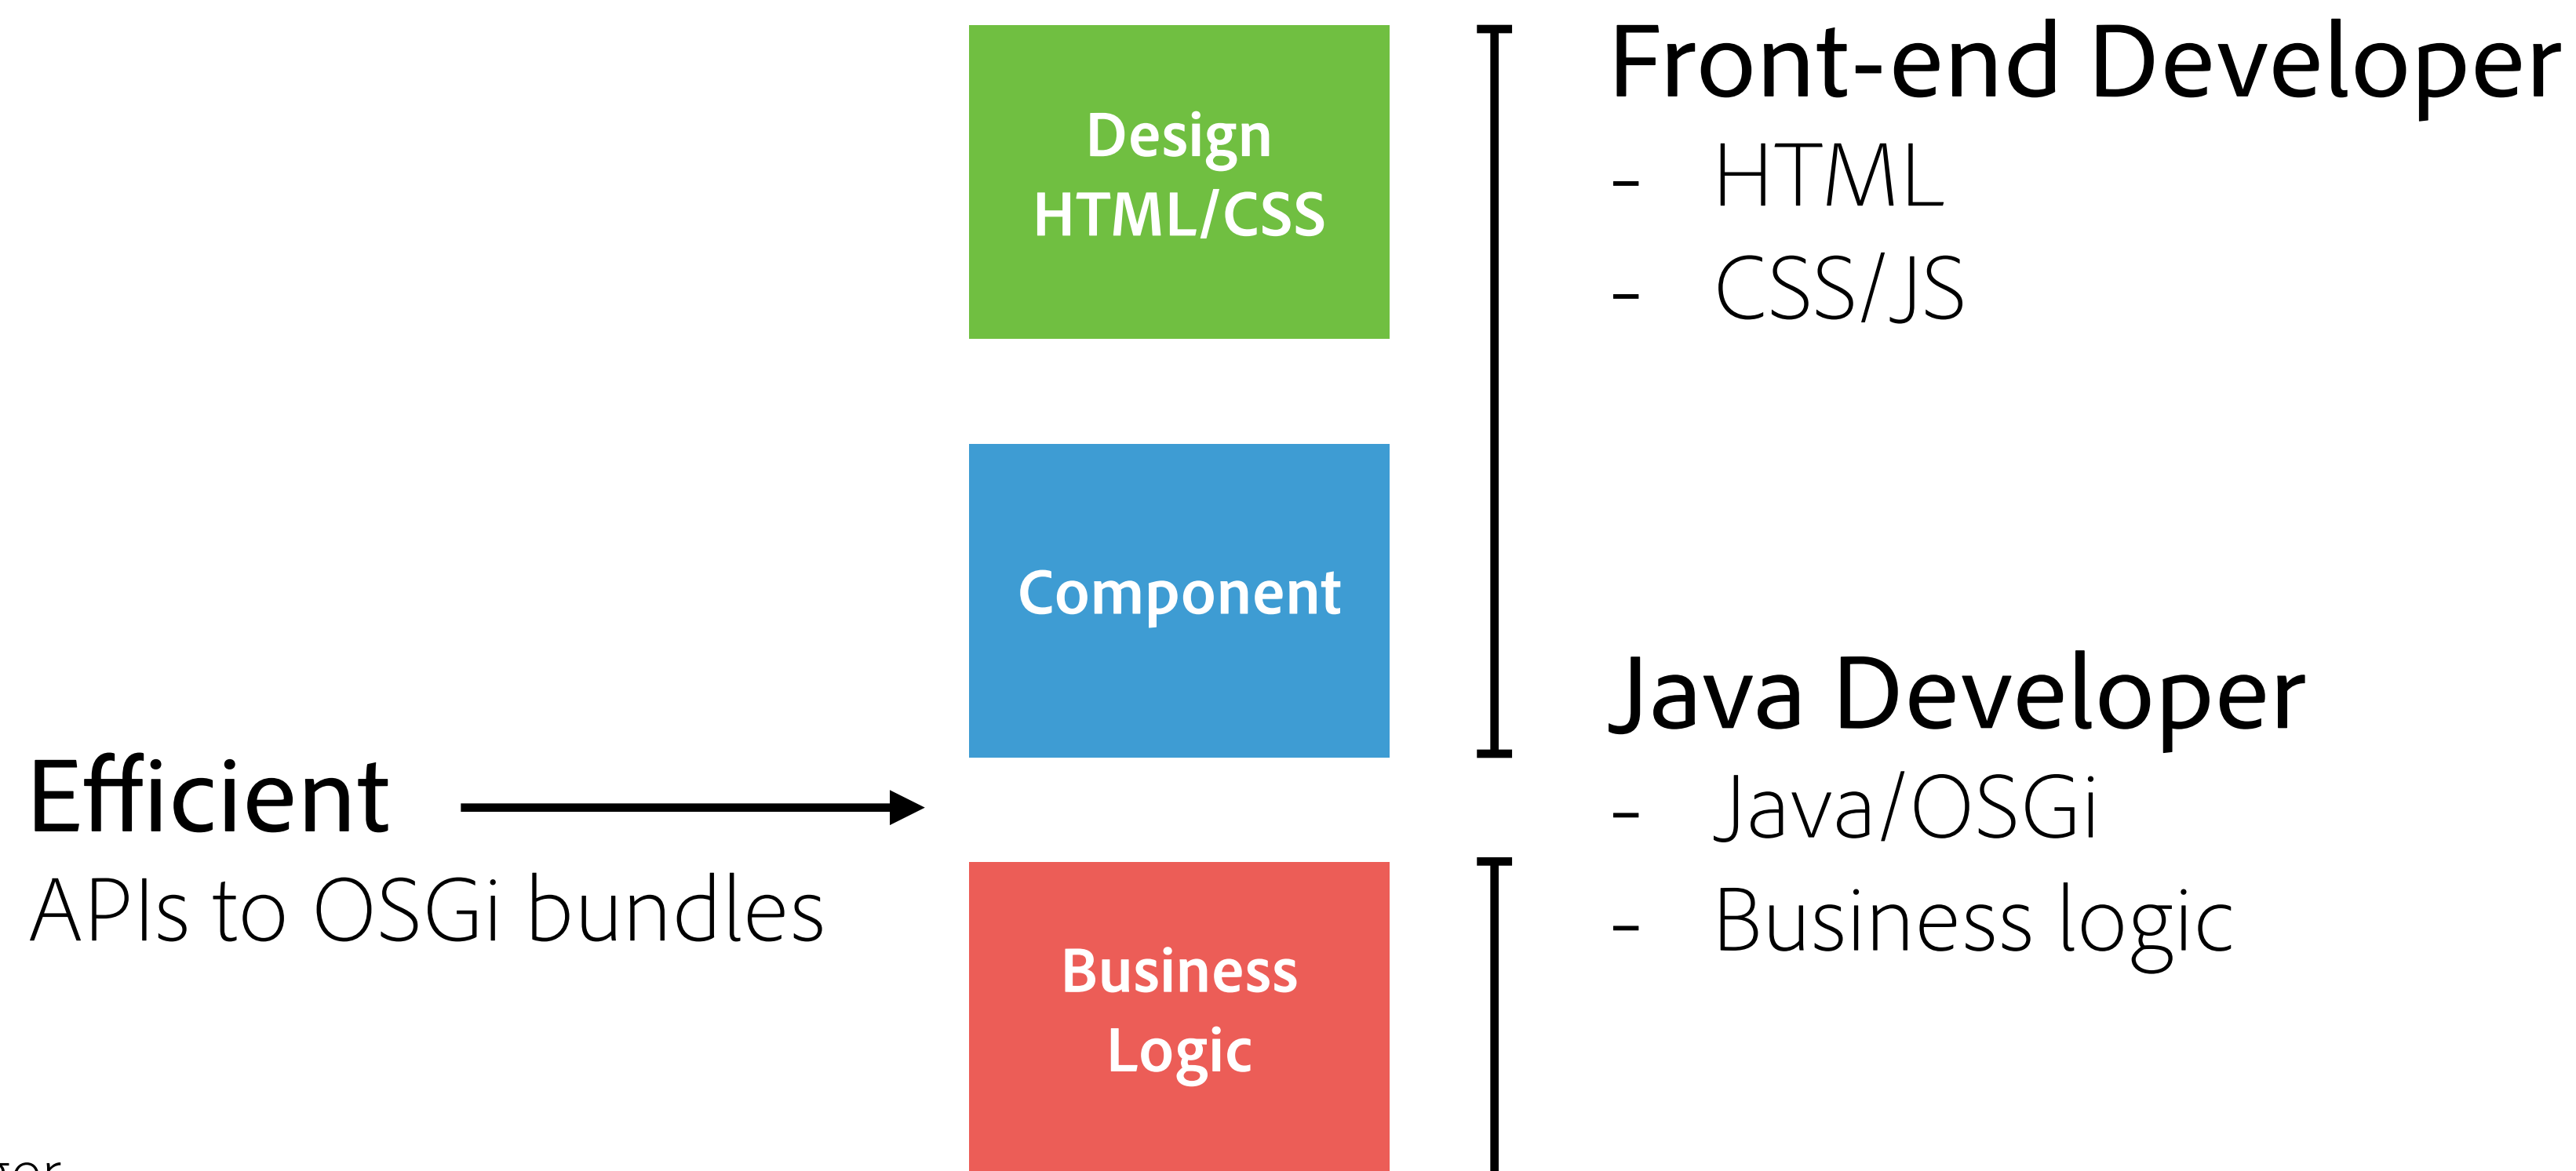 Design
HTML/CSS
Component
Business
Logic
Efficient
APIs to OSGi bundles
Front-end Developer
- HTML
- CSS/JS
Java Developer
- Java/OSGi
- Business logic